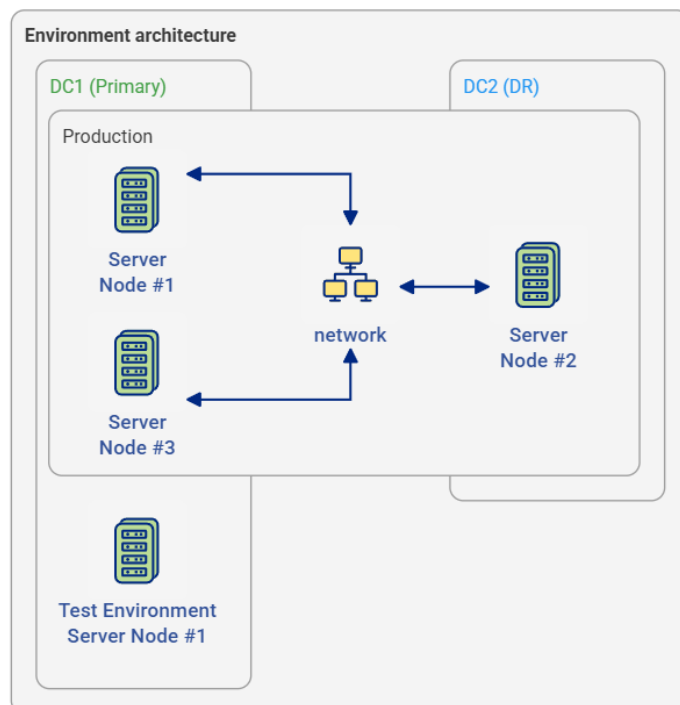 Environment architecture
DC1 (Primary)
DC2 (DR)
Production
Server
Node #1
network
Server
Node #2
Server
Node #3
Test Environment
Server Node #1